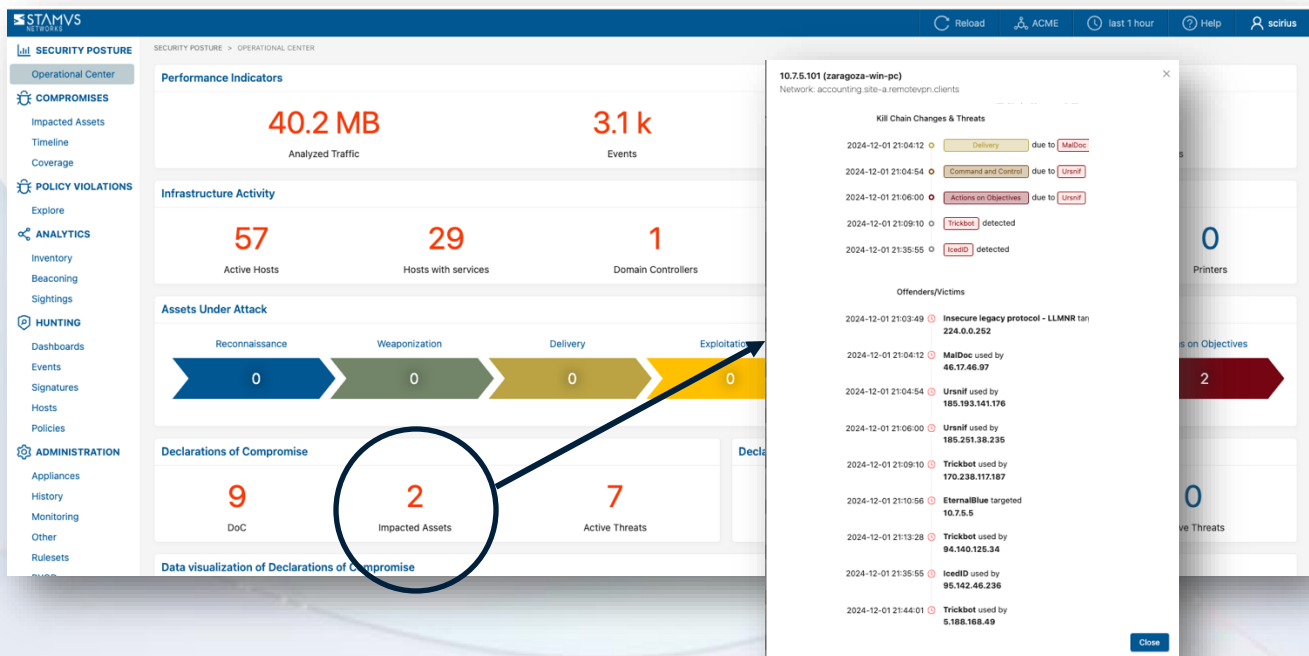 STAMVS
NETWORKS
Reload
ACME
last 1 hour
Help
scirius
SECURITY POSTURE
Operational Center
COMPROMISES
Impacted Assets
Timeline
Coverage
POLICY VIOLATIONS
Explore
ANALYTICS
Inventory
Beaconing
Sightings
HUNTING
Dashboards
Events
Signatures
Hosts
Policies
ADMINISTRATION
Appliances
History
Monitoring
Other
Rulesets
SECURITY POSTURE > OPERATIONAL CENTER
Performance Indicators
40.2 MB
Analyzed Traffic
3.1 k
Events
s
Infrastructure Activity
57
Active Hosts
29
Hosts with services
1
Domain Controllers
0
Printers
Assets Under Attack
Reconnaissance
0
Weaponization
0
Delivery
0
Exploitation
0
s on Objectives
2
Declarations of Compromise
9
DoC
2
Impacted Assets
7
Active Threats
Decla
0
ve Threats
Data visualization of Declarations of Compromise
10.7.5.101 (zaragoza-win-pc)
Network: accounting.site-a.remotevpn.clients
Kill Chain Changes & Threats
2024-12-01 21:04:12 Delivery due to MalDoc
2024-12-01 21:04:54 Command and Control due to Ursnif
2024-12-01 21:06:00 Actions on Objectives due to Ursnif
2024-12-01 21:09:10 Trickbot detected
2024-12-01 21:35:55 IcedID detected
Offenders/Victims
2024-12-01 21:03:49 Insecure legacy protocol - LLMNR tar
224.0.0.252
2024-12-01 21:04:12 MalDoc used by
46.17.46.97
2024-12-01 21:04:54 Ursnif used by
185.193.141.176
2024-12-01 21:06:00 Ursnif used by
185.251.38.235
2024-12-01 21:09:10 Trickbot used by
170.238.117.187
2024-12-01 21:10:56 EternalBlue targeted
10.7.5.5
2024-12-01 21:13:28 Trickbot used by
94.140.125.34
2024-12-01 21:35:55 IcedID used by
95.142.46.236
2024-12-01 21:44:01 Trickbot used by
5.188.168.49
Close